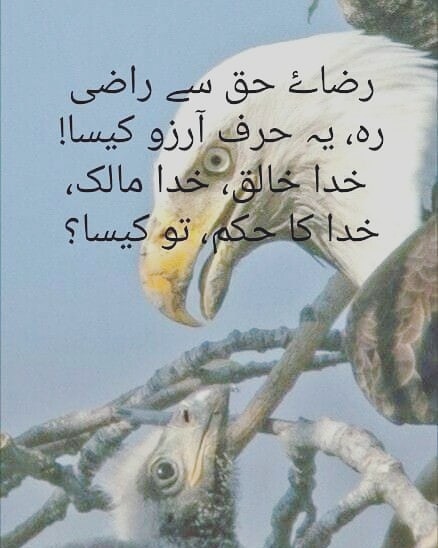 رضائے حق سے راضی
رہ، یہ حرف آرزو کیسا!
خدا خالق، خدا مالک،
خدا کا حکم، تو کیسا؟